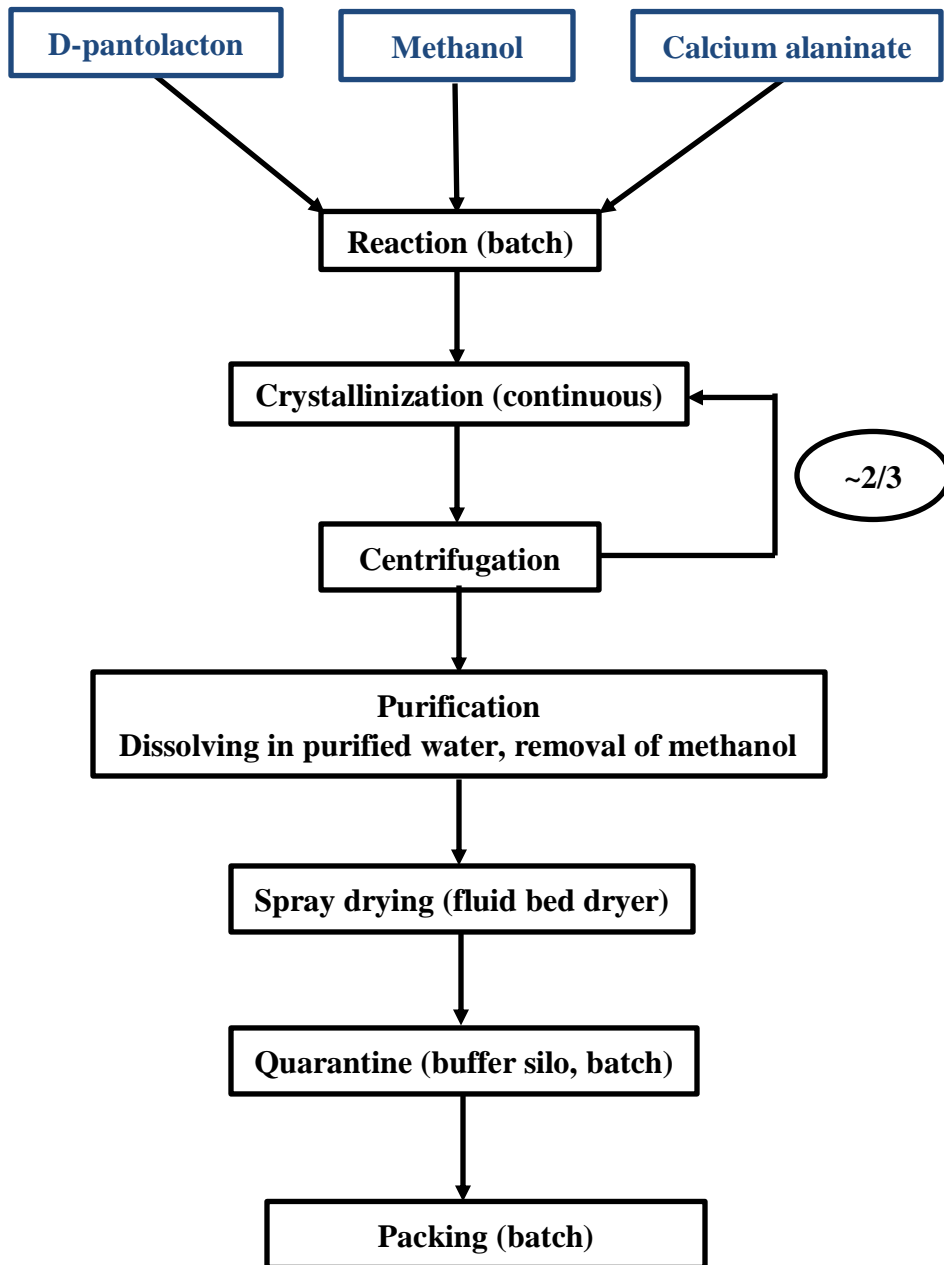 D-pantolacton
Methanol
Calcium alaninate
Reaction (batch)
Crystallinization (continuous)
~2/3
Centrifugation
Purification
Dissolving in purified water, removal of methanol
Spray drying (fluid bed dryer)
Quarantine (buffer silo, batch)
Packing (batch)